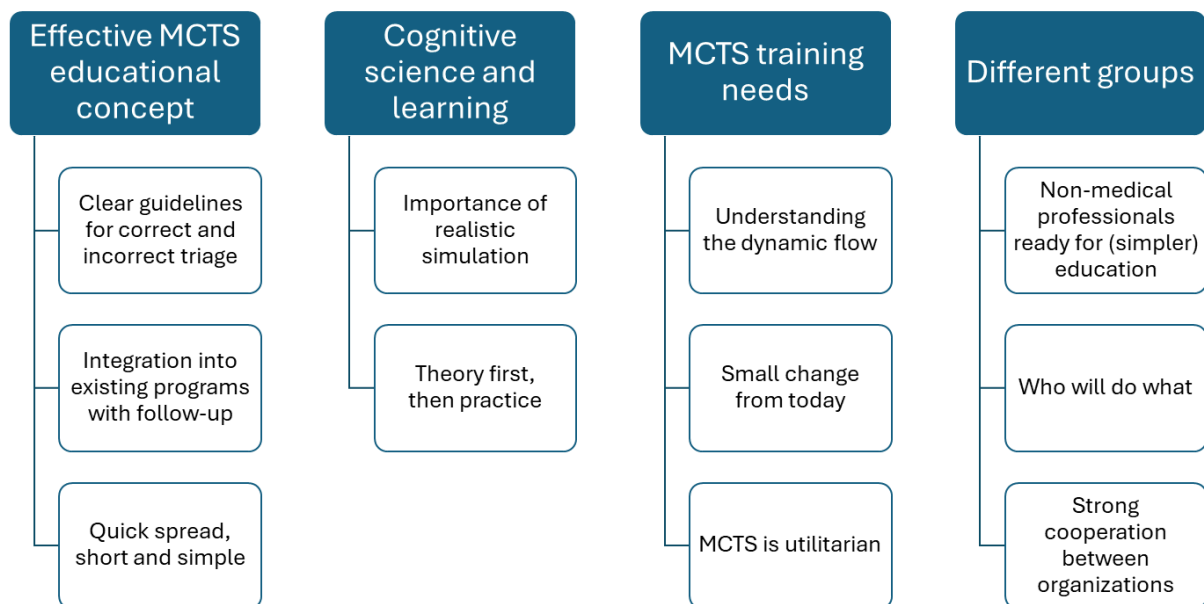 Effective MCTS
educational
concept
Clear guidelines
for correct and
incorrect triage
Integration into
existing programs
with follow-up
Quick spread,
short and simple
Cognitive
science and
learning
Importance of
realistic
simulation
Theory first,
then practice
MCTS training
needs
Understanding
the dynamic flow
Small change
from today
MCTS is utilitarian
Different groups
Non-medical
professionals
ready for (simpler)
education
Who will do what
Strong
cooperation
between
organizations